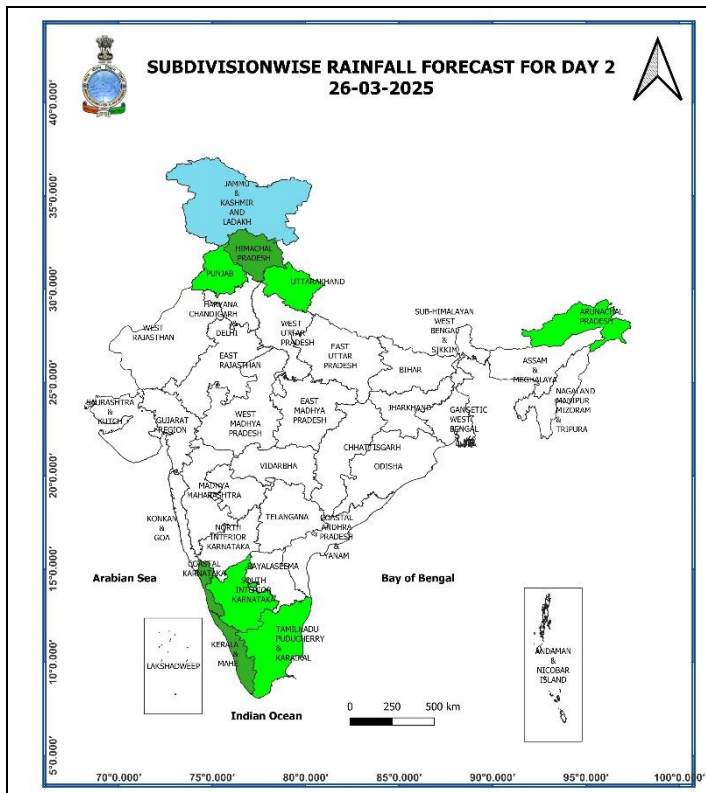 SUBDIVISIONWISE RAINFALL FORECAST FOR DAY 2
26-03-2025
40°0.000'
35°0.000'
30°0.000'
25°0.000'
20°0.000'
15°0.000'
10°0.000'
5°0.000'
JAMMU
&
KASHMIR
AND
LADAKH
HIMACHAL
PRADESH
PUNJAB
UTTARAKHAND
HARYANA
CHANDIGARH
&
DELHI
WEST
RAJASTHAN
WEST
UTTAR
PRADESH
EAST
UTTAR
PRADESH
SUB-HIMALAYAN
WEST
BENGAL
&
SIKKIM
ARUNACHAL
PRADESH
EAST
RAJASTHAN
BIHAR
ASSAM
&
MEGHALAYA
NAGALAND
MANIPUR
MIZORAM
&
TRIPURA
SAURASHTRA
&
KUTCH
GUJARAT
REGION
WEST
MADHYA
PRADESH
EAST
MADHYA
PRADESH
JHARKHAND
GANGETIC
WEST
BENGAL
CHHATTISGARH
ODISHA
VIDARBHA
MADHYA
MAHARASHTRA
KONKAN
&
GOA
TELANGANA
NORTH
INTERIOR
KARNATAKA
COASTAL
ANDHRA
PRADESH
&
YANAM
COASTAL
KARNATAKA
RAYALASEEMA
SOUTH
INTERIOR
KARNATAKA
Arabian Sea
Bay of Bengal
TAMILNADU
PUDUCHERRY
&
KARAIKAL
KERALA
&
MAHE
LAKSHADWEEP
ANDAMAN
&
NICOBAR
ISLAND
Indian Ocean
0 250 500 km
70°0.000' 75°0.000' 80°0.000' 85°0.000' 90°0.000' 95°0.000' 100°0.000'